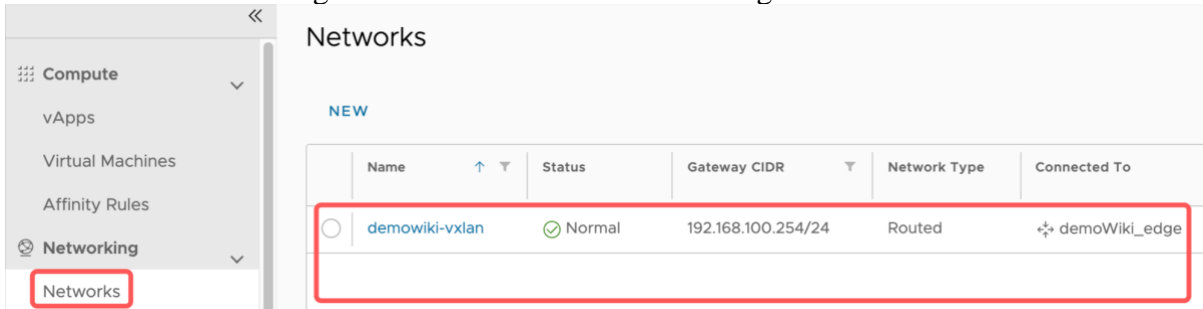 «
Networks
Compute
vApps
NEW
Virtual Machines
Name Status Gateway CIDR Network Type Connected To
Affinity Rules
demowiki-vxlan Normal 192.168.100.254/24 Routed demoWiki_edge
Networking
Networks